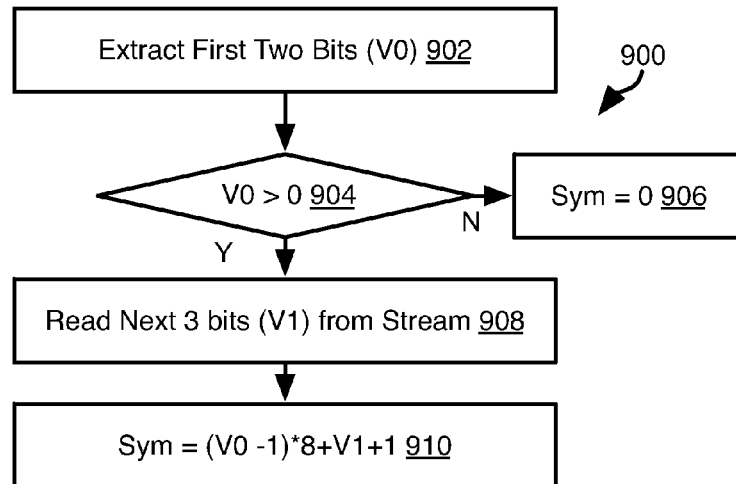 Extract First Two Bits (V0) 902
900
V0 > 0 904
Sym = 0 906
N
Y
Read Next 3 bits (V1) from Stream 908
Sym = (V0 -1)*8+V1+1 910